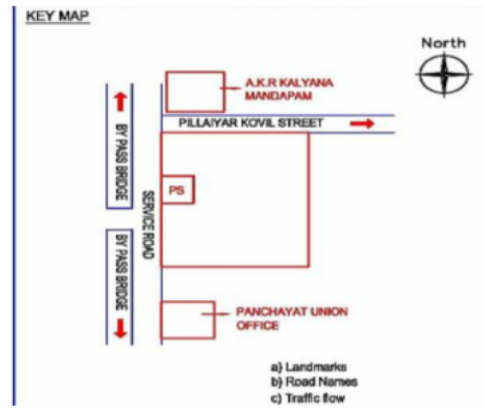 KEY MAP
North
A.K.R KALYANA
MANDAPAM
PILLAIYAR KOVIL STREET
BY PASS BRIDGE
SERVICE ROAD
PS
BY PASS BRIDGE
PANCHAYAT UNION
OFFICE
a) Landmarks
b) Road Names
c) Traffic flow